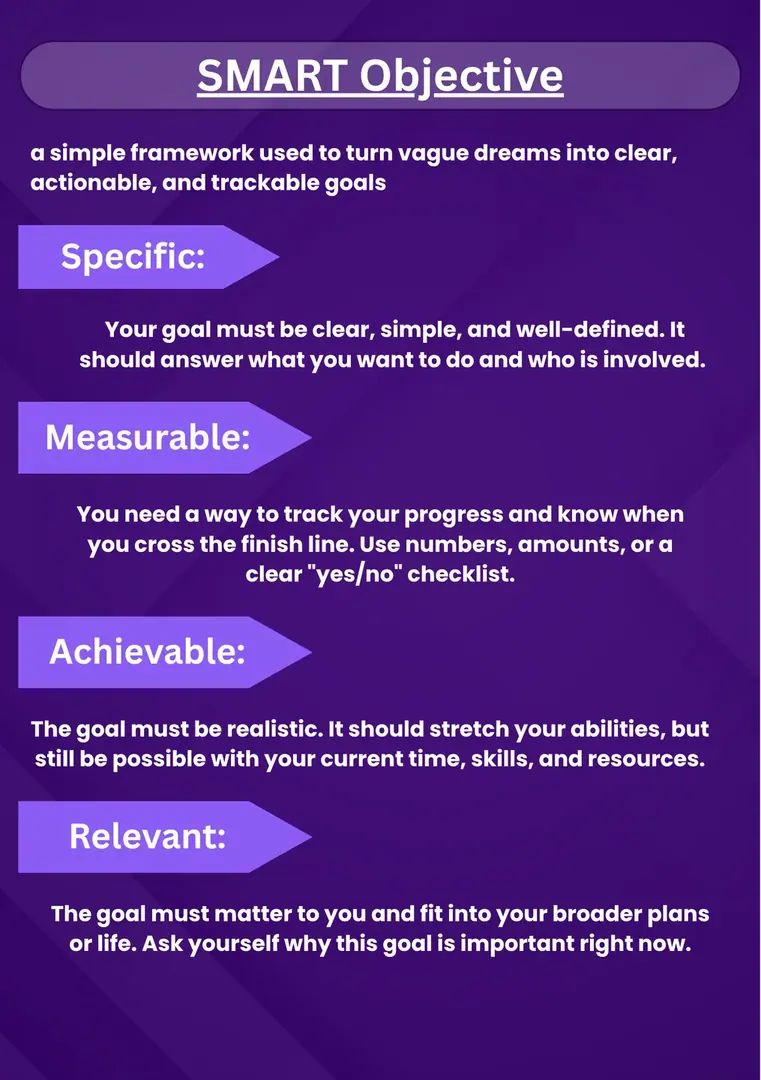 SMART Objective
a simple framework used to turn vague dreams into clear,
actionable, and trackable goals
Specific:
Your goal must be clear, simple, and well-defined. It
should answer what you want to do and who is involved.
Measurable:
You need a way to track your progress and know when
you cross the finish line. Use numbers, amounts, or a
clear "yes/no" checklist.
Achievable:
The goal must be realistic. It should stretch your abilities, but
still be possible with your current time, skills, and resources.
Relevant:
The goal must matter to you and fit into your broader plans
or life. Ask yourself why this goal is important right now.